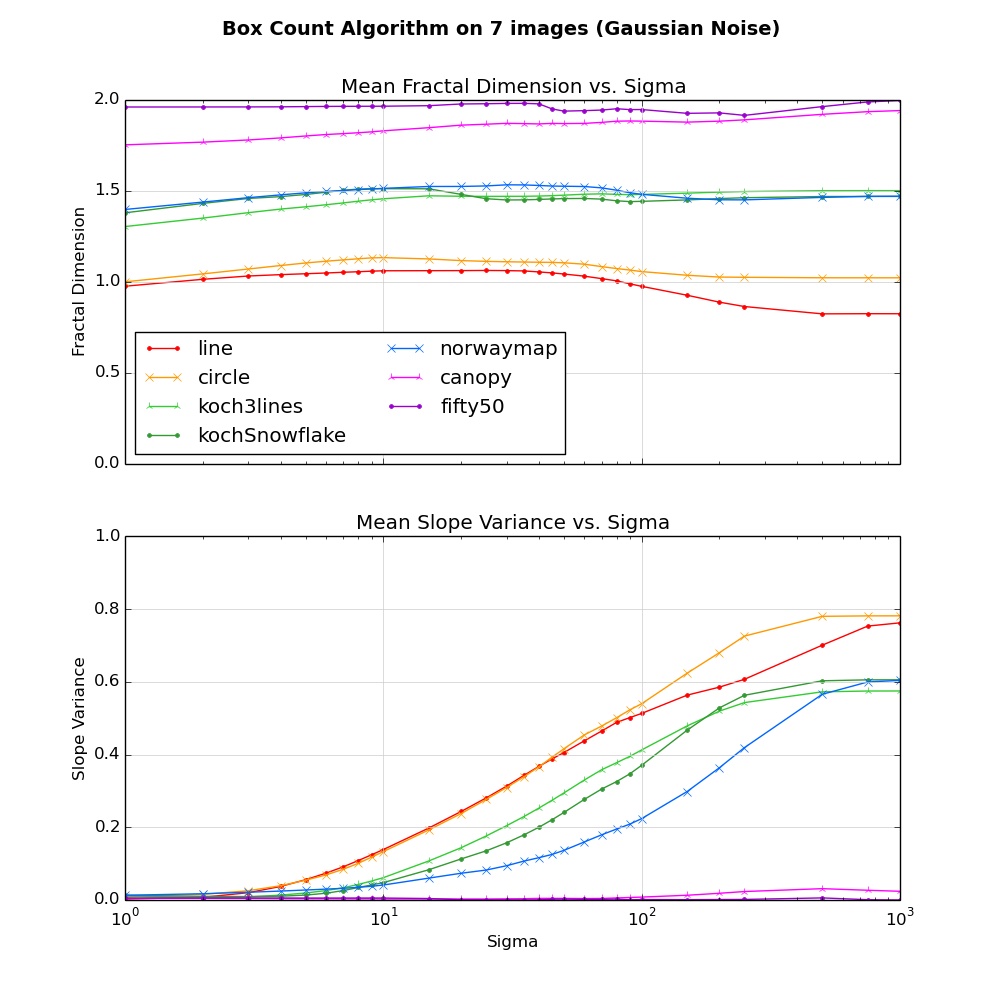 Box Count Algorithm on 7 images (Gaussian Noise)
Mean Fractal Dimension vs. Sigma
2.0
1.5
1.0
0.5
0.0
Fractal Dimension
line
circle
koch3lines
kochSnowflake
norwaymap
canopy
fifty50
Mean Slope Variance vs. Sigma
1.0
0.8
0.6
0.4
0.2
0.0
Slope Variance
10⁰ 10¹ 10² 10³
Sigma